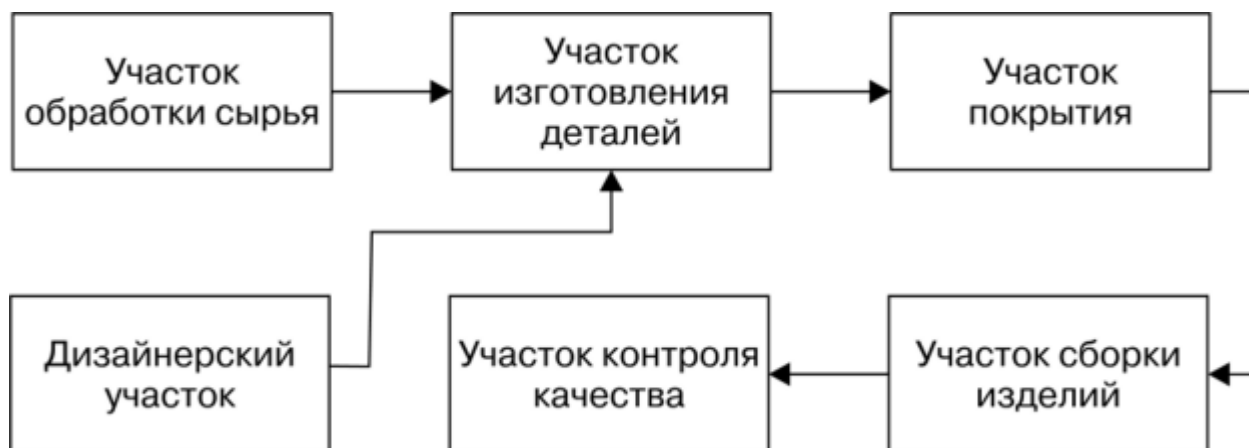 Участок
обработки сырья
Участок
изготовления
деталей
Участок
покрытия
Дизайнерский
участок
Участок контроля
качества
Участок сборки
изделий